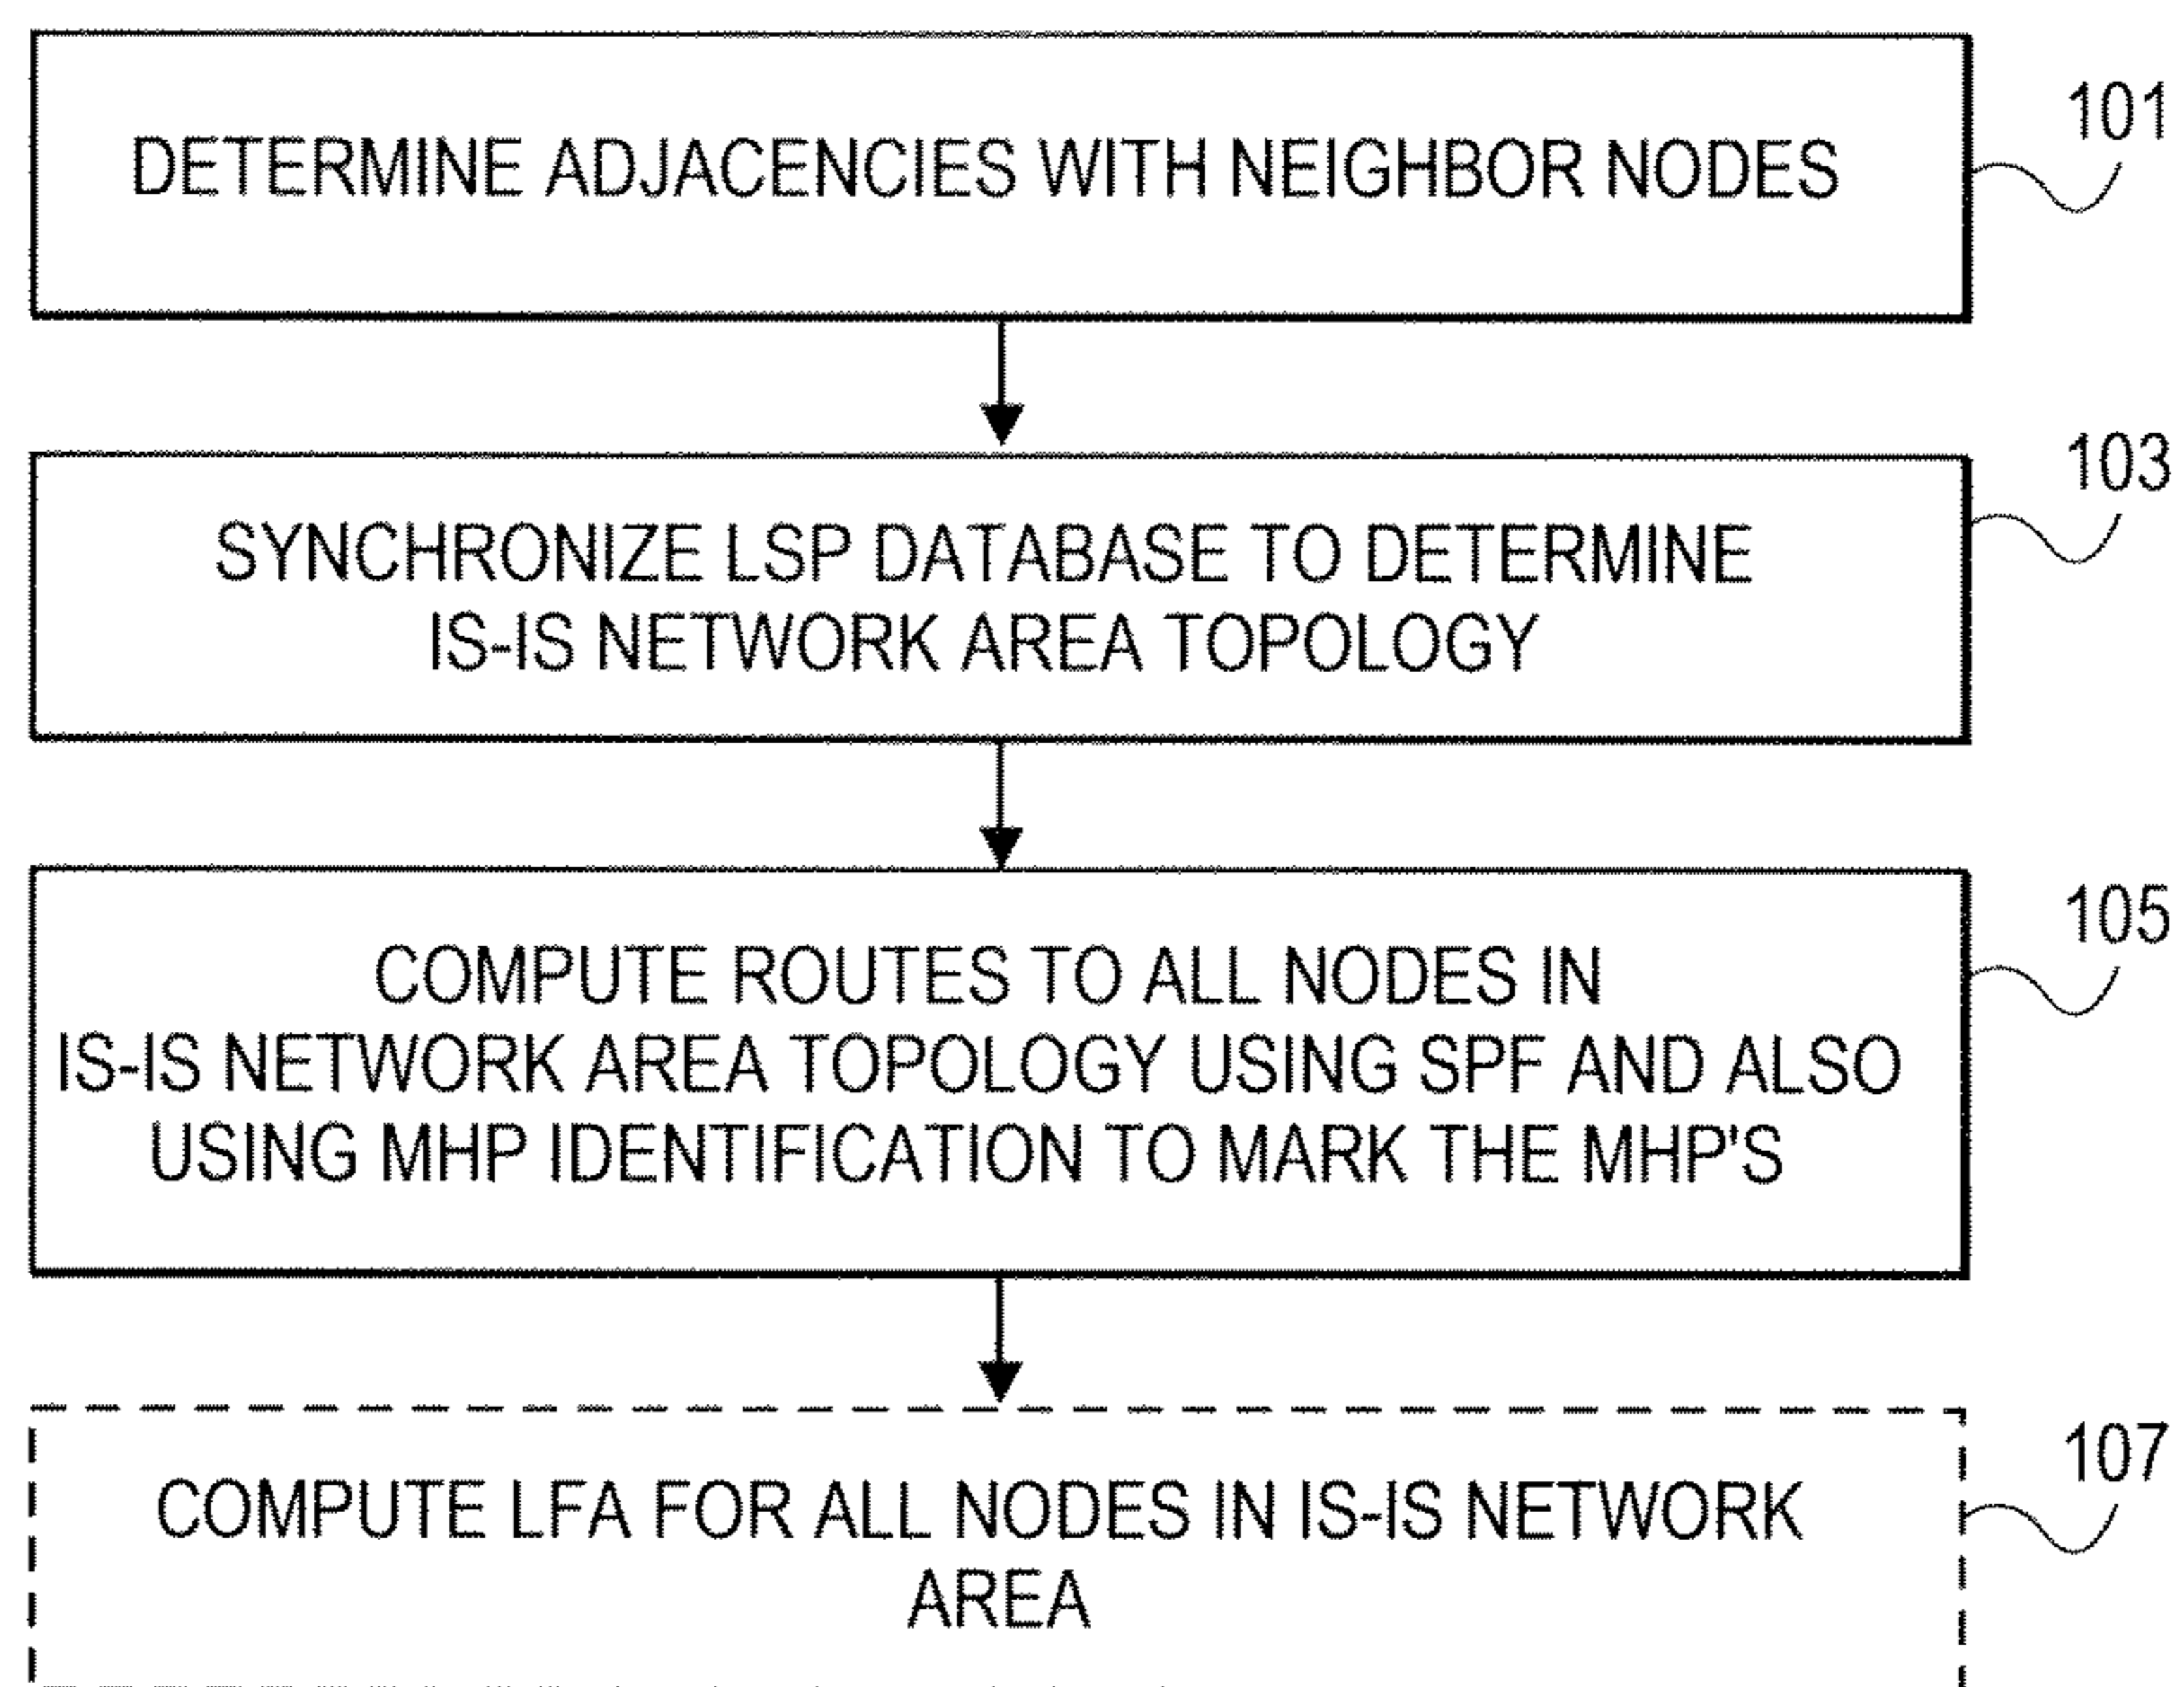 DETERMINE ADJACENCIES WITH NEIGHBOR NODES
101
SYNCHRONIZE LSP DATABASE TO DETERMINE
IS-IS NETWORK AREA TOPOLOGY
103
COMPUTE ROUTES TO ALL NODES IN
IS-IS NETWORK AREA TOPOLOGY USING SPF AND ALSO
USING MHP IDENTIFICATION TO MARK THE MHP'S
105
COMPUTE LFA FOR ALL NODES IN IS-IS NETWORK
AREA
107